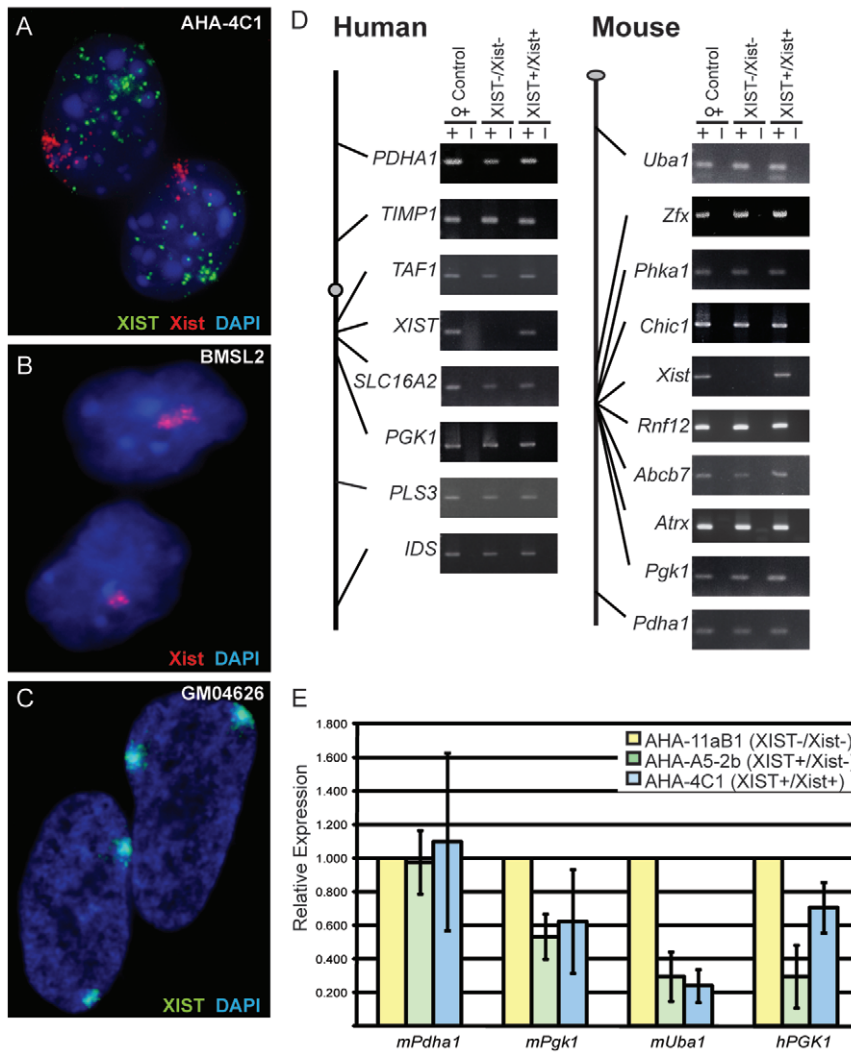 A
AHA-4C1
XIST Xist DAPI
B
BMSL2
Xist DAPI
C
GM04626
XIST DAPI
D
Human
♀ Control
XIST-/Xist-
XIST+/Xist+
+ − + − + −
PDHA1
TIMP1
TAF1
XIST
SLC16A2
PGK1
PLS3
IDS
Mouse
♀ Control
XIST-/Xist-
XIST+/Xist+
+ − + − + −
Uba1
Zfx
Phka1
Chic1
Xist
Rnf12
Abcb7
Atrx
Pgk1
Pdha1
E
Relative Expression
1.800
1.600
1.400
1.200
1.000
0.800
0.600
0.400
0.200
AHA-11aB1 (XIST-/Xist-)
AHA-A5-2b (XIST+/Xist-)
AHA-4C1 (XIST+/Xist+)
mPdha1
mPgk1
mUba1
hPGK1